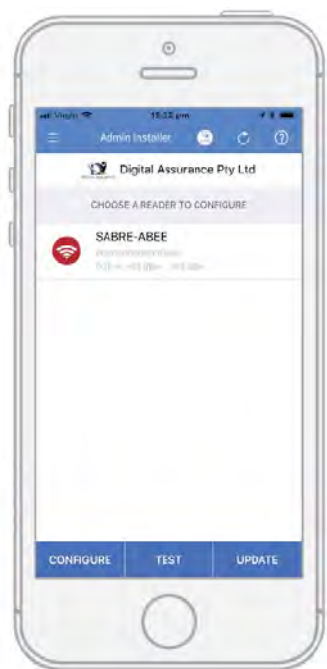 Admin Installer
Digital Assurance Pty Ltd
CHOOSE A READER TO CONFIGURE
SABRE-ABEE
CONFIGURE TEST UPDATE